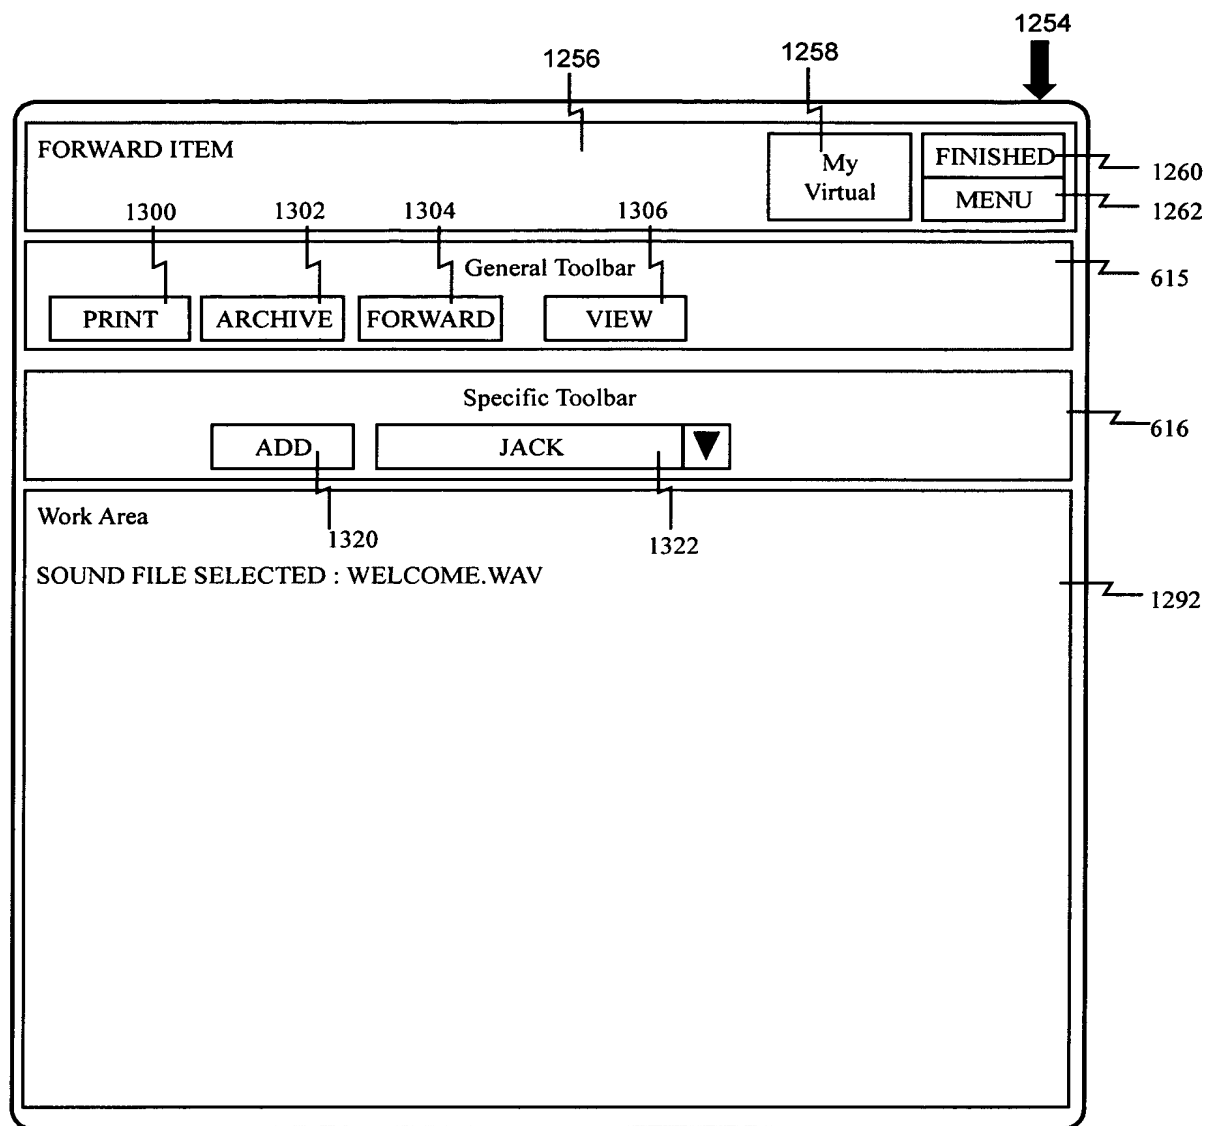 1254
1256
1258
FORWARD ITEM
My
Virtual
FINISHED
MENU
1260
1262
1300
1302
1304
1306
General Toolbar
615
PRINT
ARCHIVE
FORWARD
VIEW
Specific Toolbar
616
ADD
JACK
Work Area
1320
1322
SOUND FILE SELECTED : WELCOME.WAV
1292